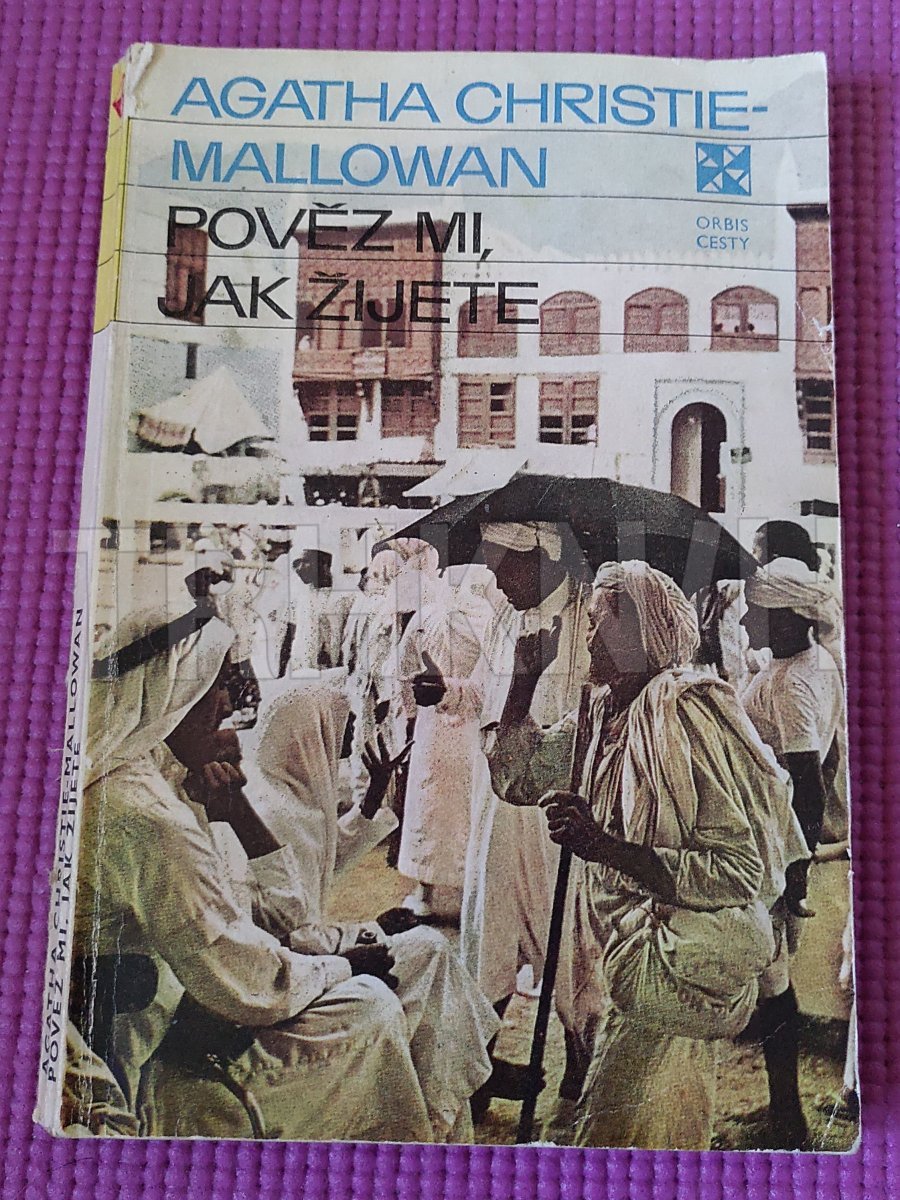 AGATHA CHRISTIE-
MALLOWAN
POVĚZ MI,
JAK ŽIJETE
ORBIS
CESTY
AGATHA CHRISTIE-MALLOWAN
POVĚZ MI, JAK ŽIJETE